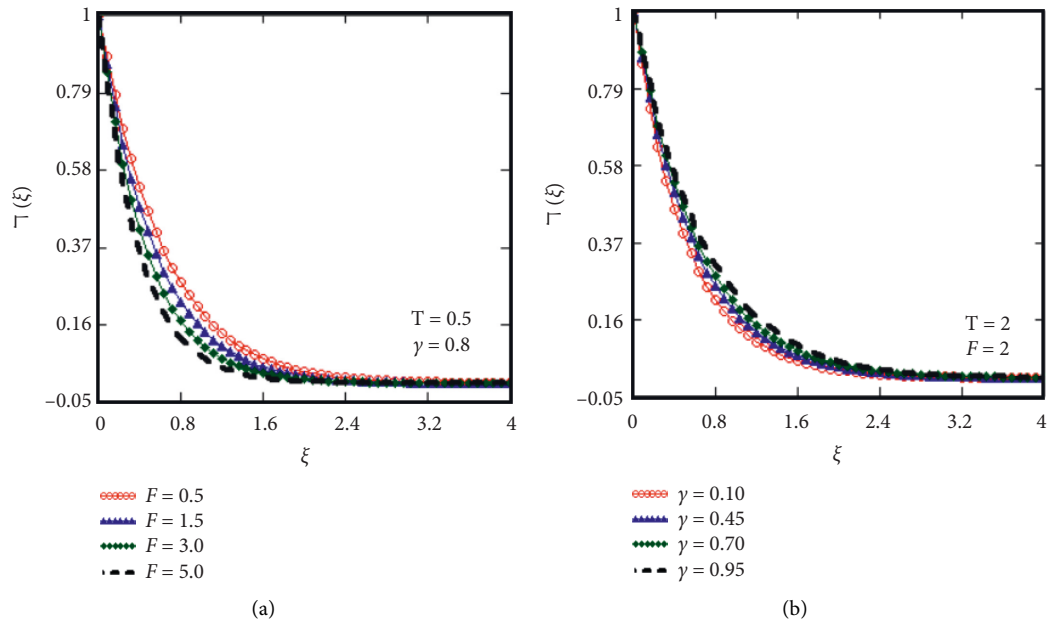 1
0.79
0.58
0.37
0.16
−0.05
0 0.8 1.6 2.4 3.2 4
ξ
ㄱ (ξ)
T = 0.5
γ = 0.8
F = 0.5
F = 1.5
F = 3.0
F = 5.0
(a)
1
0.79
0.58
0.37
0.16
−0.05
0 0.8 1.6 2.4 3.2 4
ξ
ㄱ (ξ)
T = 2
F = 2
γ = 0.10
γ = 0.45
γ = 0.70
γ = 0.95
(b)